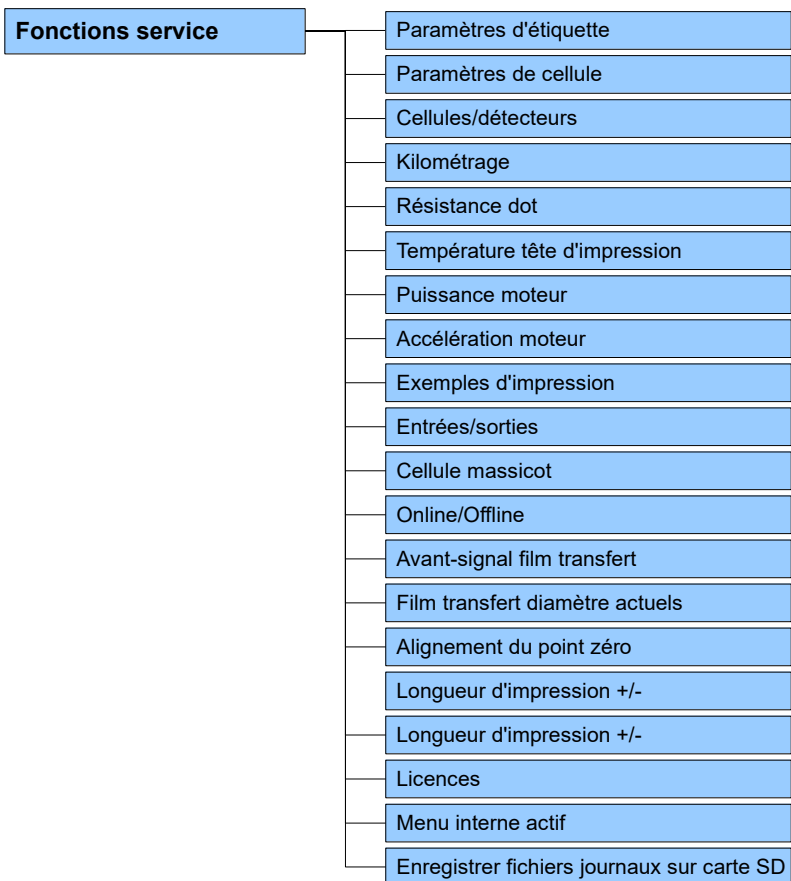 Fonctions service
Paramètres d'étiquette
Paramètres de cellule
Cellules/détecteurs
Kilométrage
Résistance dot
Température tête d'impression
Puissance moteur
Accélération moteur
Exemples d'impression
Entrées/sorties
Cellule massicot
Online/Offline
Avant-signal film transfert
Film transfert diamètre actuels
Alignement du point zéro
Longueur d'impression +/-
Longueur d'impression +/-
Licences
Menu interne actif
Enregistrer fichiers journaux sur carte SD